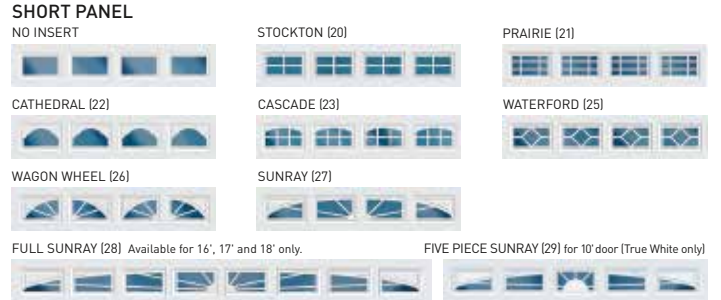 SHORT PANEL
NO INSERT
STOCKTON (20)
PRAIRIE (21)
CATHEDRAL (22)
CASCADE (23)
WATERFORD (25)
WAGON WHEEL (26)
SUNRAY (27)
FULL SUNRAY (28) Available for 16', 17' and 18' only.
FIVE PIECE SUNRAY (29) for 10' door (True White only)